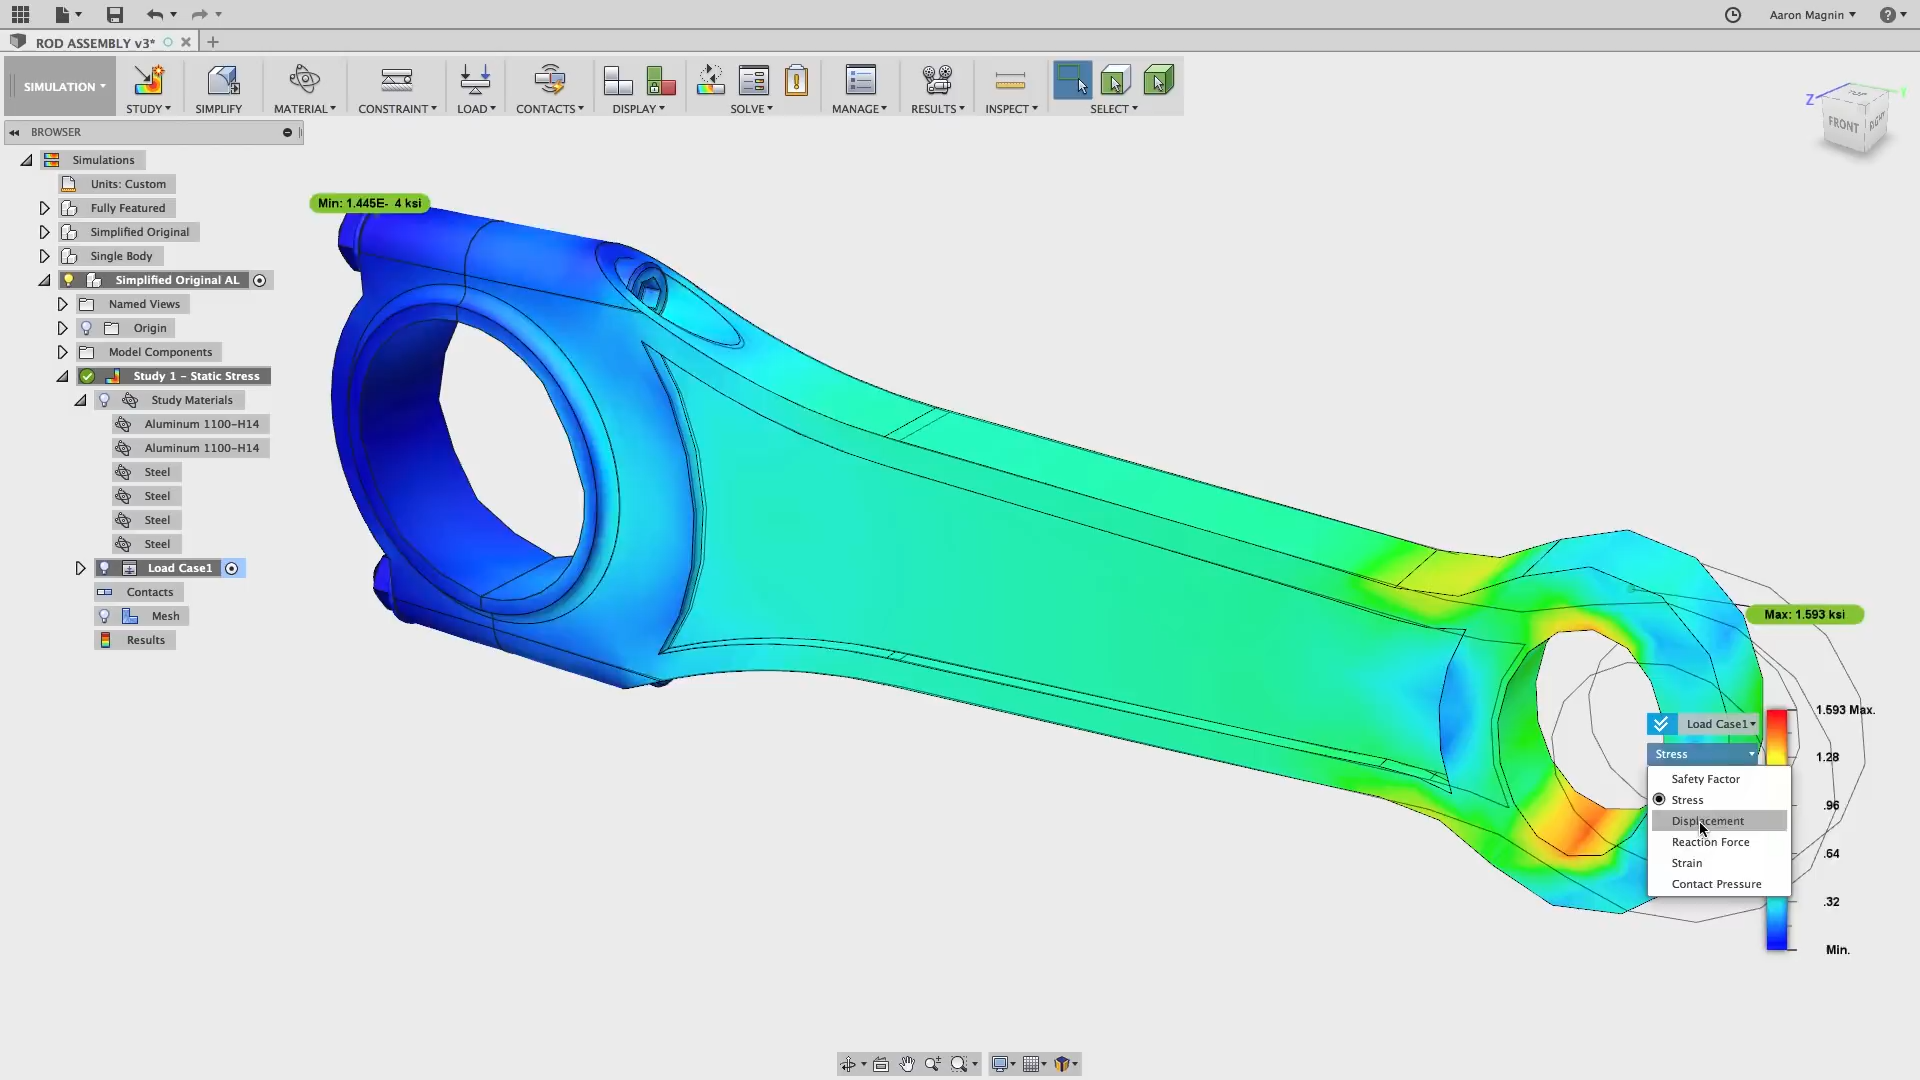 Aaron Magnin
?
ROD ASSEMBLY v3*
SIMULATION
STUDY
SIMPLIFY
MATERIAL
CONSTRAINT
LOAD
CONTACTS
DISPLAY
SOLVE
MANAGE
RESULTS
INSPECT
SELECT
BROWSER
Simulations
Units: Custom
Fully Featured
Simplified Original
Single Body
Simplified Original AL
Named Views
Origin
Model Components
Study 1 - Static Stress
Study Materials
Aluminum 1100-H14
Aluminum 1100-H14
Steel
Steel
Steel
Steel
Load Case1
Contacts
Mesh
Results
Z
Y
TOP
FRONT
RIGHT
Min: 1.445E- 4 ksi
Max: 1.593 ksi
Load Case1
Stress
Safety Factor
Stress
Displacement
Reaction Force
Strain
Contact Pressure
1.593 Max.
1.28
.96
.64
.32
Min.